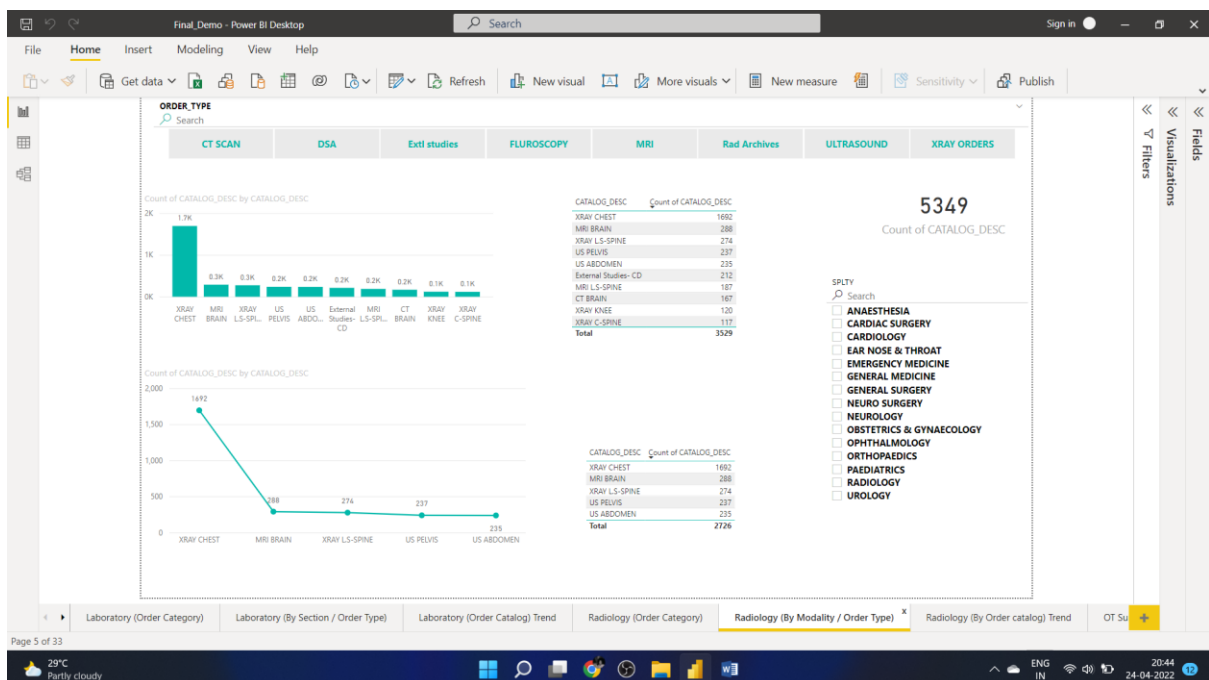 Final_Demo - Power BI Desktop
Search
Sign in
File Home Insert Modeling View Help
Get data
Refresh
New visual
More visuals
New measure
Sensitivity
Publish
ORDER_TYPE
Search
CT SCAN DSA Extl studies FLUROSCOPY MRI Rad Archives ULTRASOUND XRAY ORDERS
Filters
Visualizations
Fields
Count of CATALOG_DESC by CATALOG_DESC
2K
1K
0K
1.7K 0.3K 0.3K 0.2K 0.2K 0.2K 0.2K 0.2K 0.1K 0.1K
XRAY MRI XRAY US US External MRI CT XRAY XRAY
CHEST BRAIN L.S-SPI... PELVIS ABDO... Studies- L.S-SPI... BRAIN KNEE C-SPINE
CD
CATALOG_DESC Count of CATALOG_DESC
XRAY CHEST 1692
MRI BRAIN 288
XRAY L.S-SPINE 274
US PELVIS 237
US ABDOMEN 235
External Studies- CD 212
MRI L.S-SPINE 187
CT BRAIN 167
XRAY KNEE 120
XRAY C-SPINE 117
Total 3529
5349
Count of CATALOG_DESC
SPLTY
Search
ANAESTHESIA
CARDIAC SURGERY
CARDIOLOGY
EAR NOSE & THROAT
EMERGENCY MEDICINE
GENERAL MEDICINE
GENERAL SURGERY
NEURO SURGERY
NEUROLOGY
OBSTETRICS & GYNAECOLOGY
OPHTHALMOLOGY
ORTHOPAEDICS
PAEDIATRICS
RADIOLOGY
UROLOGY
Count of CATALOG_DESC by CATALOG_DESC
2,000
1,500
1,000
500
0
1692
288
274
237
235
XRAY CHEST MRI BRAIN XRAY L.S-SPINE US PELVIS US ABDOMEN
CATALOG_DESC Count of CATALOG_DESC
XRAY CHEST 1692
MRI BRAIN 288
XRAY L.S-SPINE 274
US PELVIS 237
US ABDOMEN 235
Total 2726
Laboratory (Order Category) Laboratory (By Section / Order Type) Laboratory (Order Catalog) Trend Radiology (Order Category) Radiology (By Modality / Order Type) x Radiology (By Order catalog) Trend OT Su
Page 5 of 33
29°C
Partly cloudy
ENG
IN
20:44
24-04-2022
12